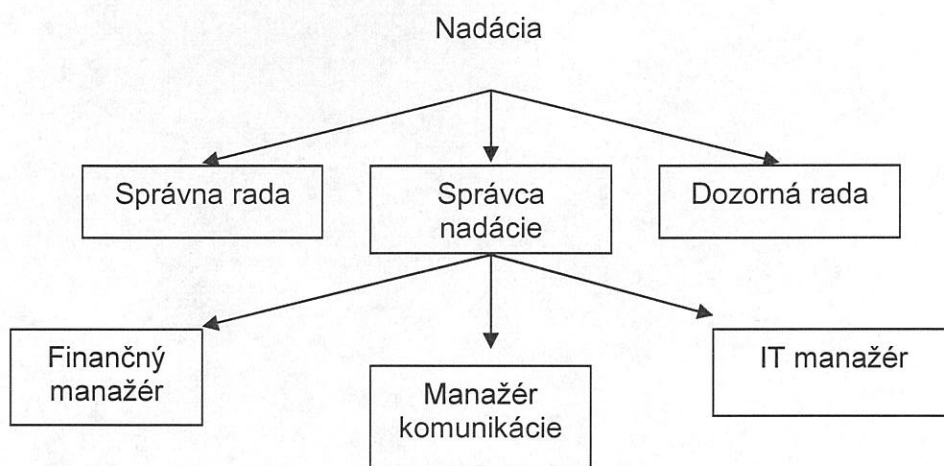 Nadácia
Správna rada
Správca
nadácie
Dozorná rada
Finančný
manažér
Manažér
komunikácie
IT manažér